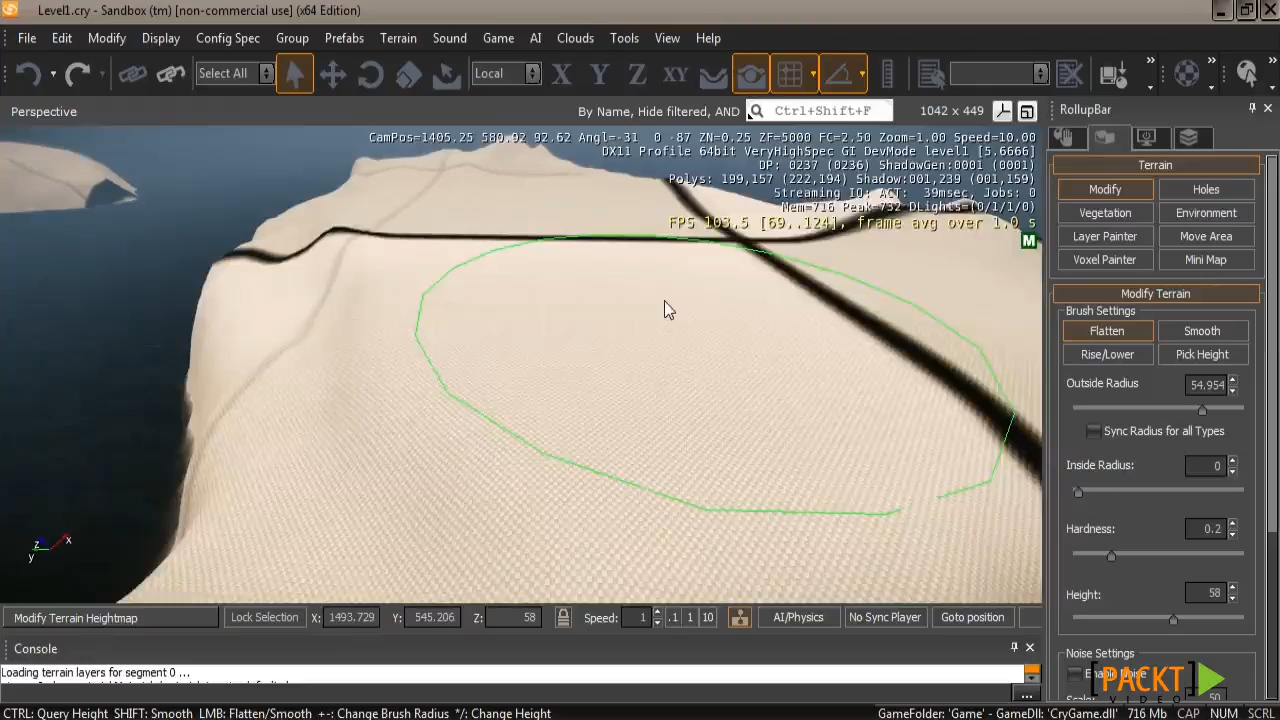 Level1.cry - Sandbox (tm) [non-commercial use] (x64 Edition)
File Edit Modify Display Config Spec Group Prefabs Terrain Sound Game AI Clouds Tools View Help
Select All Local X Y Z XY
Perspective By Name, Hide filtered, AND Ctrl+Shift+F 1042 x 449 RollupBar
CamPos=1405.25 580.92 92.62 Angl=-31 0 -87 ZN=0.25 ZF=5000 FC=2.50 Zoom=1.00 Speed=10.00
DX11 Profile 64bit VeryHighSpec GI DevMode level1 [5.6666]
DP: 0237 (0236) ShadowGen:0001 (0001)
Polys: 199,157 (222,194) Shadow:001,239 (001,159)
Streaming IO: ACT: 39msec, Jobs: 0
Mem=716 Peak=732 DLights=(0/1/1/0)
FPS 103.5 [69..124], frame avg over 1.0 s
M
Terrain
Modify Holes
Vegetation Environment
Layer Painter Move Area
Voxel Painter Mini Map
Modify Terrain
Brush Settings
Flatten Smooth
Rise/Lower Pick Height
Outside Radius 54.954
Sync Radius for all Types
Inside Radius: 0
Hardness: 0.2
Height: 58
Noise Settings
50
z x
y
Modify Terrain Heightmap Lock Selection X: 1493.729 Y: 545.206 Z: 58 Speed: 1 .1 1 10 AI/Physics No Sync Player Goto position
Console
Loading terrain layers for segment 0 ...
...
[PACKT]
VIDEO
CTRL: Query Height SHIFT: Smooth LMB: Flatten/Smooth +-: Change Brush Radius */: Change Height GameFolder: 'Game' - GameDll: 'CryGame.dll' 716 Mb CAP NUM SCRL